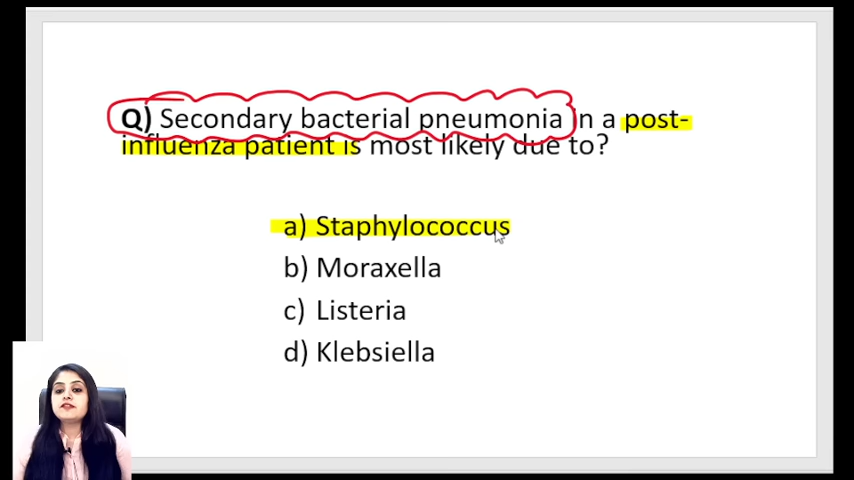 Q) Secondary bacterial pneumonia in a post-
influenza patient is most likely due to?
a) Staphylococcus
b) Moraxella
c) Listeria
d) Klebsiella